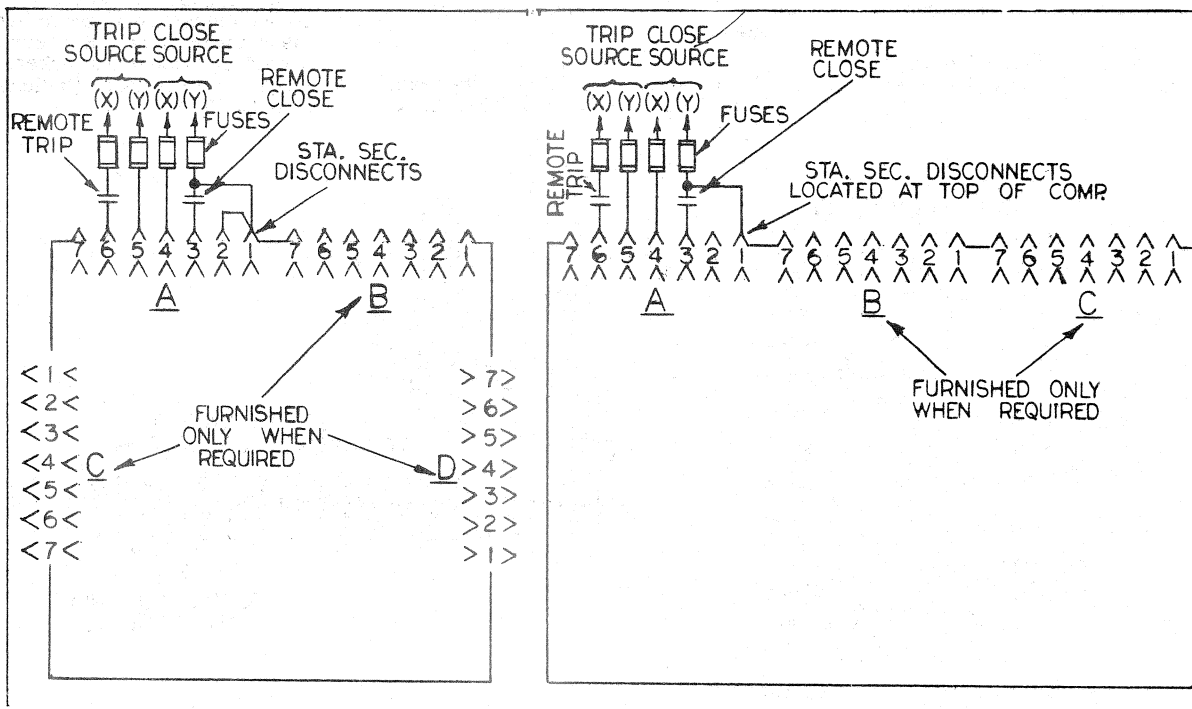 TRIP CLOSE
SOURCE SOURCE
(X) (Y) (X) (Y)
REMOTE
CLOSE
REMOTE
TRIP
FUSES
STA. SEC.
DISCONNECTS
7 6 5 4 3 2 1 7 6 5 4 3 2 1
A
B
<1<
<2<
<3<
<4<
<5<
<6<
<7<
C
FURNISHED
ONLY WHEN
REQUIRED
D
>7>
>6>
>5>
>4>
>3>
>2>
>1>
TRIP CLOSE
SOURCE SOURCE
(X) (Y) (X) (Y)
REMOTE
CLOSE
REMOTE
TRIP
FUSES
STA. SEC. DISCONNECTS
LOCATED AT TOP OF COMP.
7 6 5 4 3 2 1 7 6 5 4 3 2 1 7 6 5 4 3 2 1
A
B
C
FURNISHED ONLY
WHEN REQUIRED